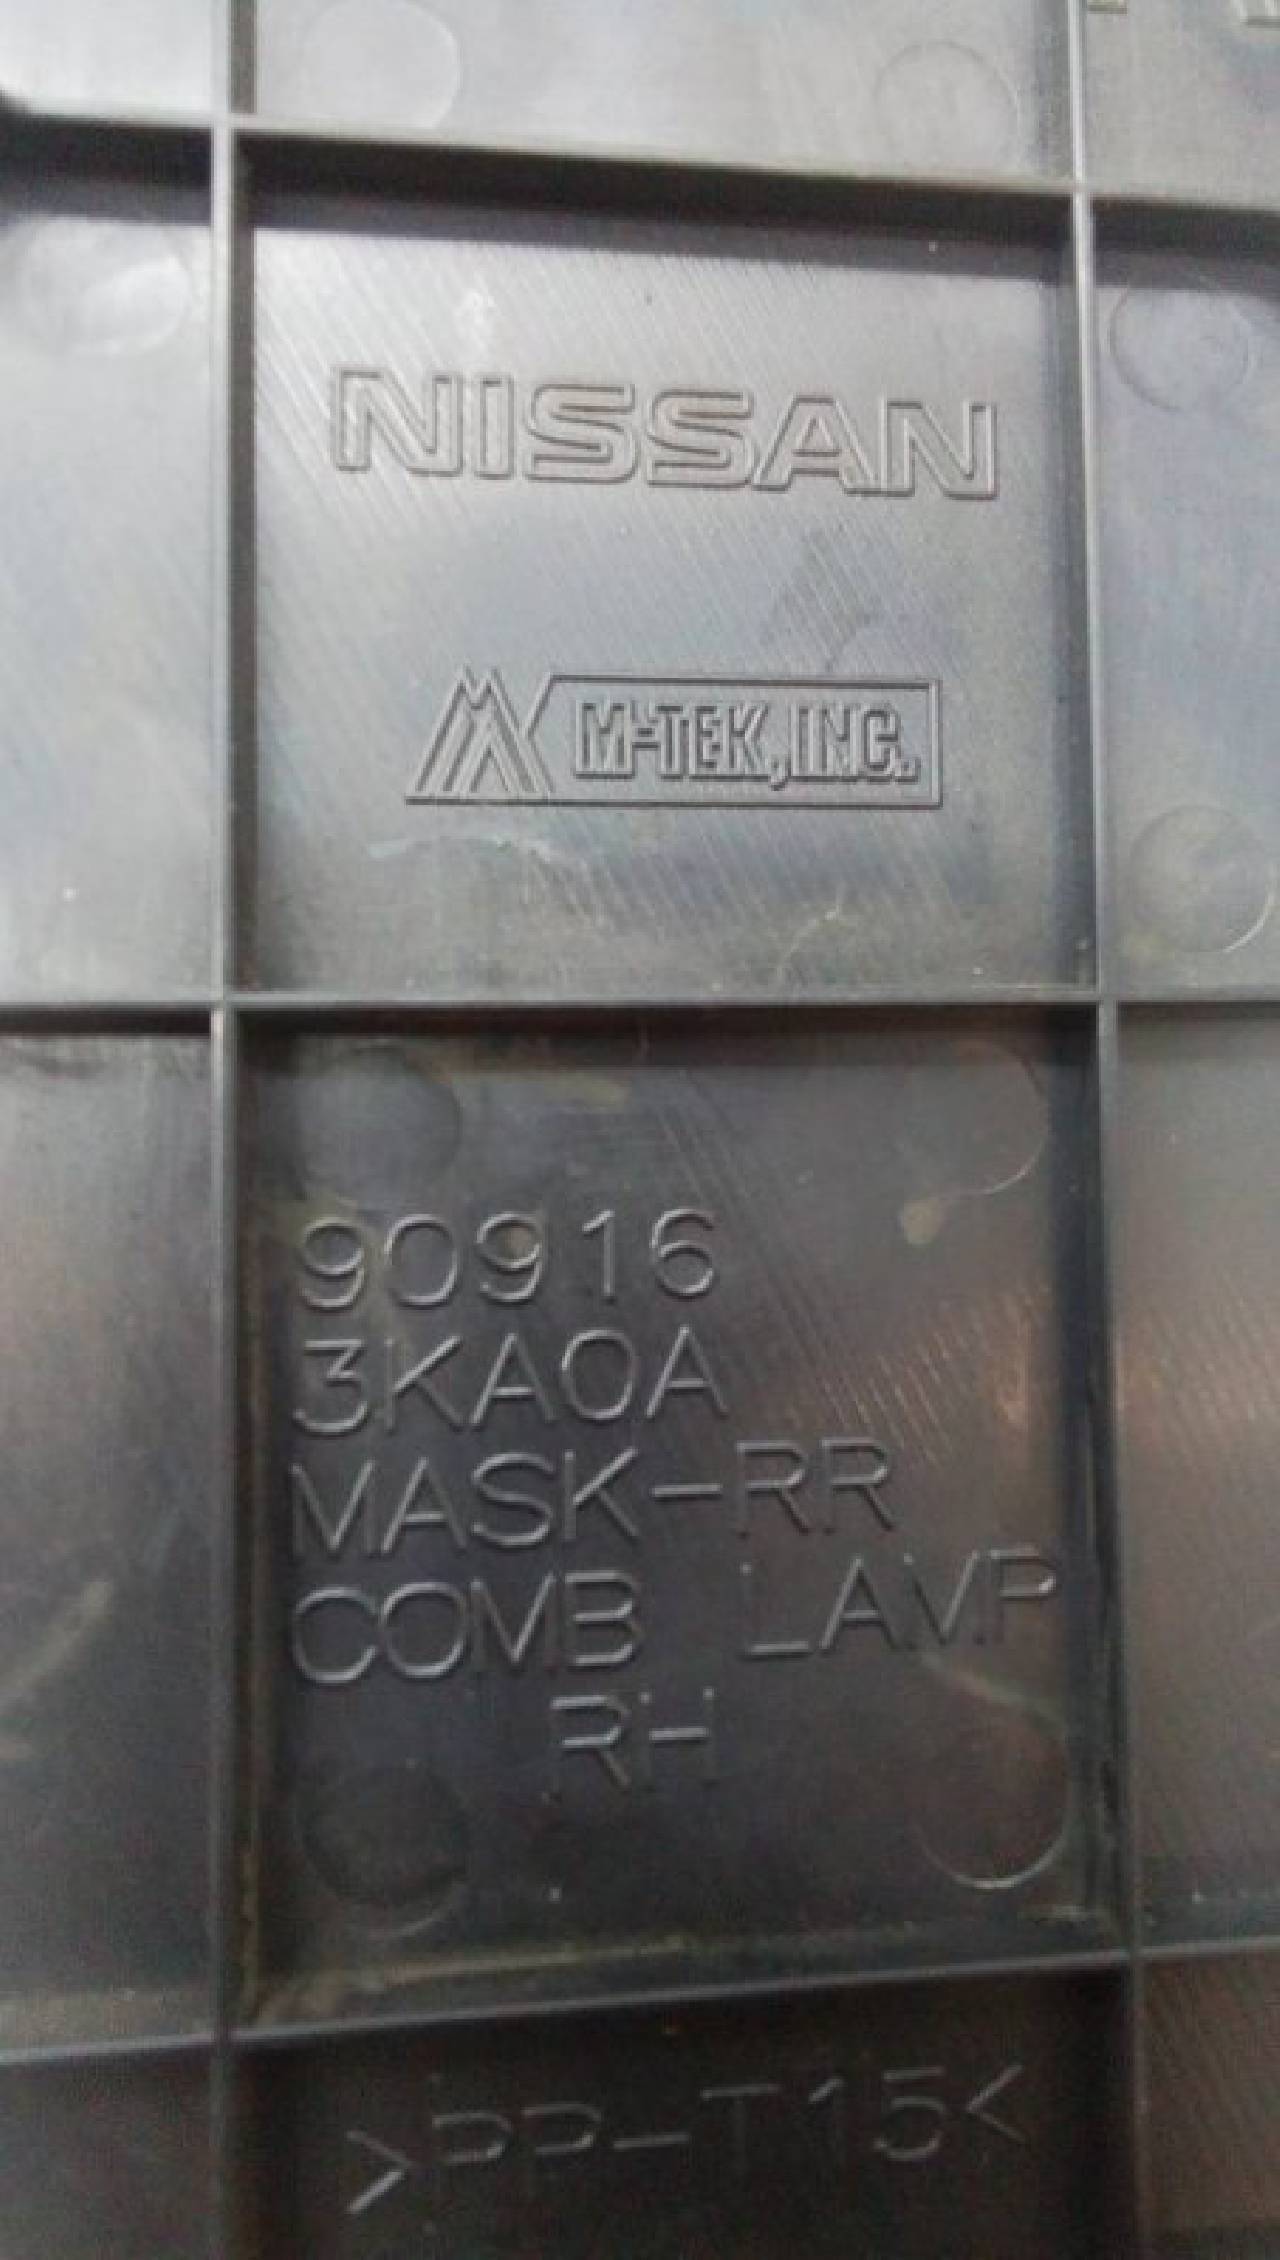 NISSAN
M-TEK,INC.
90916
3KA0A
MASK-RR
COMB LAMP
RH
>PP-T15<